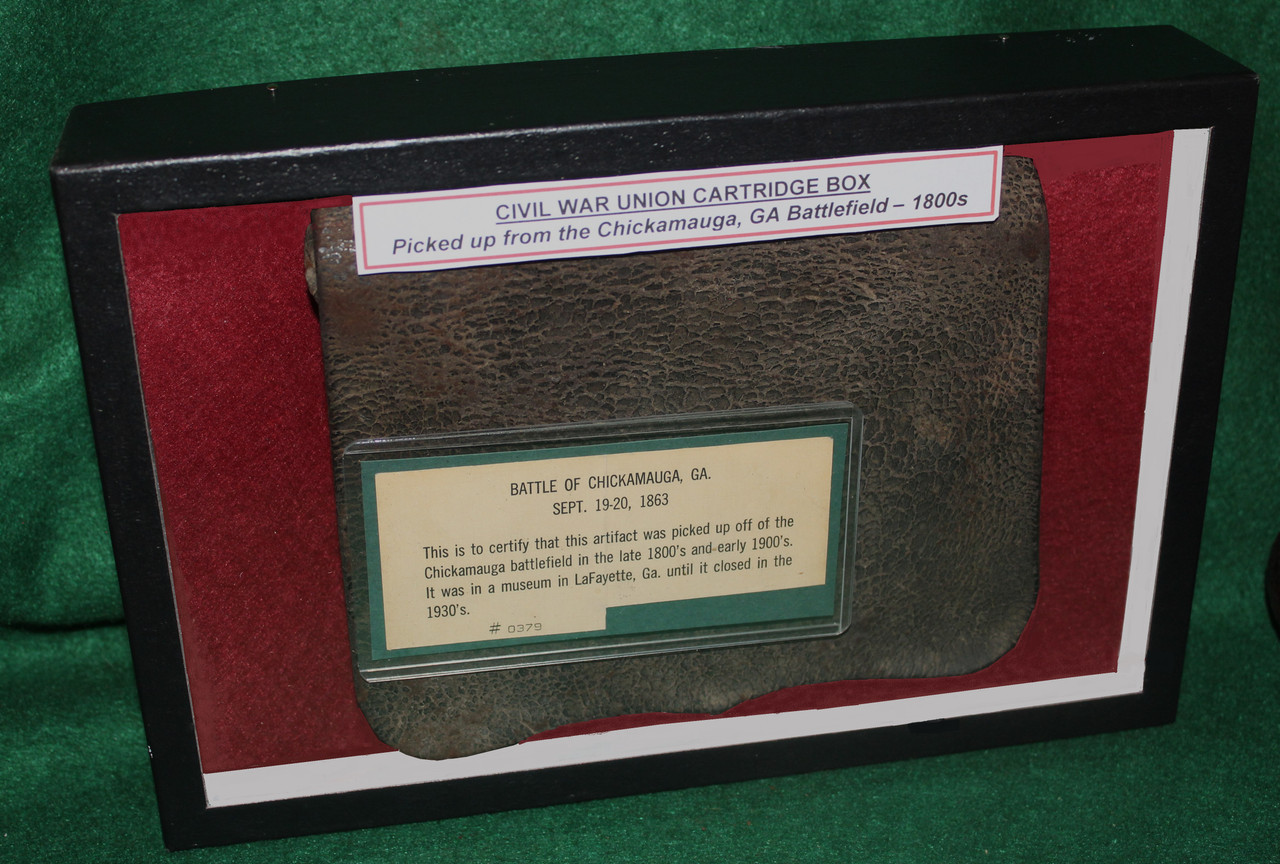 CIVIL WAR UNION CARTRIDGE BOX
Picked up from the Chickamauga, GA Battlefield – 1800s
BATTLE OF CHICKAMAUGA, GA.
SEPT. 19-20, 1863
This is to certify that this artifact was picked up off of the
Chickamauga battlefield in the late 1800's and early 1900's.
It was in a museum in LaFayette, Ga. until it closed in the
1930's.
# 0379